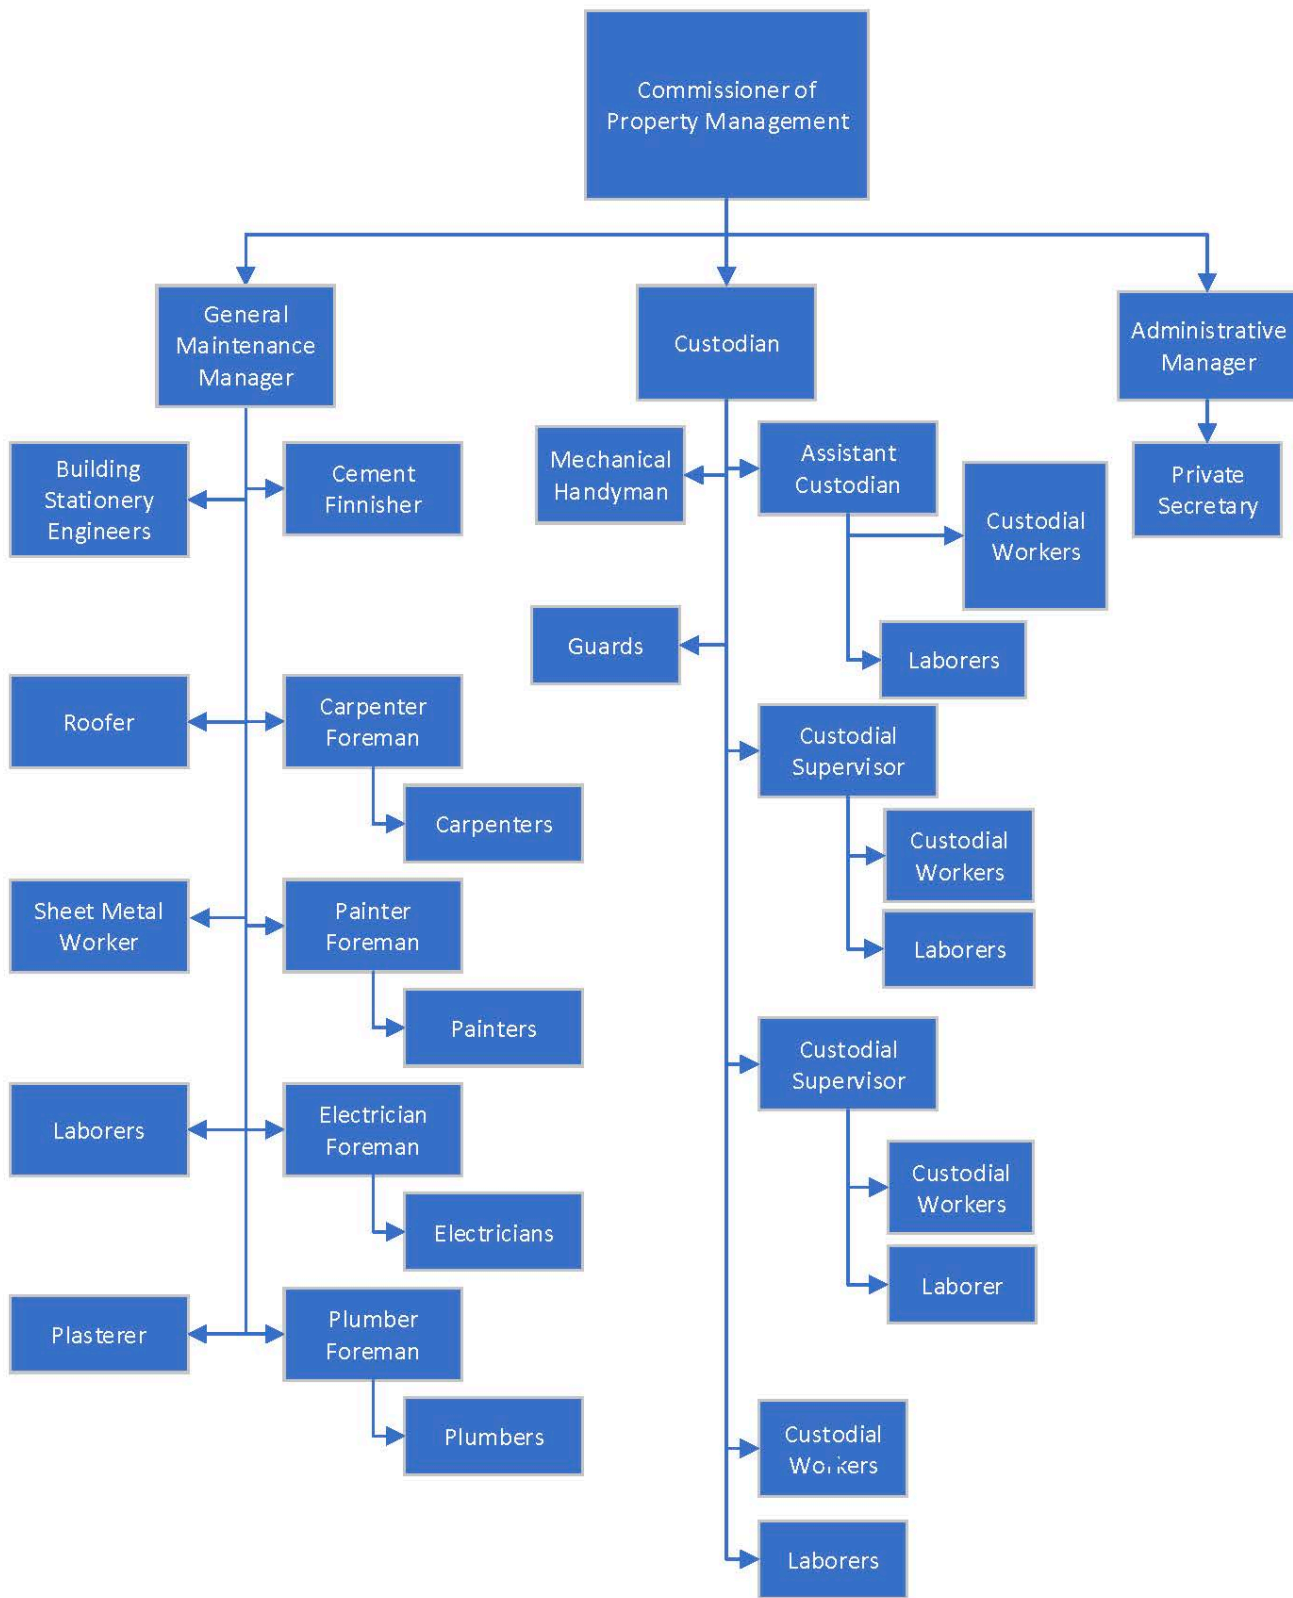 Commissioner of
Property Management
General
Maintenance
Manager
Custodian
Administrative
Manager
Building
Stationery
Engineers
Cement
Finnisher
Mechanical
Handyman
Assistant
Custodian
Private
Secretary
Custodial
Workers
Guards
Laborers
Roofer
Carpenter
Foreman
Custodial
Supervisor
Carpenters
Custodial
Workers
Sheet Metal
Worker
Painter
Foreman
Laborers
Painters
Custodial
Supervisor
Laborers
Electrician
Foreman
Custodial
Workers
Electricians
Laborer
Plasterer
Plumber
Foreman
Plumbers
Custodial
Workers
Laborers